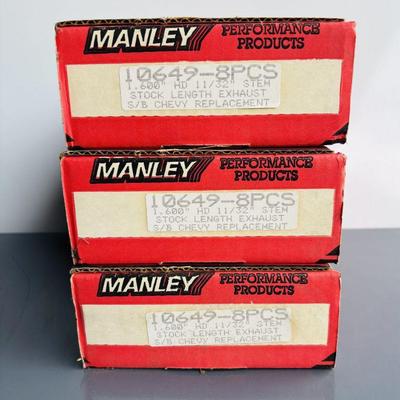 MANLEY
PERFORMANCE
PRODUCTS
10649-8PCS
1.600" HD 11/32" STEM
STOCK LENGTH EXHAUST
S/B CHEVY REPLACEMENT
MANLEY
PERFORMANCE
PRODUCTS
10649-8PCS
1.600" HD 11/32" STEM
STOCK LENGTH EXHAUST
S/B CHEVY REPLACEMENT
MANLEY
PERFORMANCE
PRODUCTS
10649-8PCS
1.600" HD 11/32" STEM
STOCK LENGTH EXHAUST
S/B CHEVY REPLACEMENT